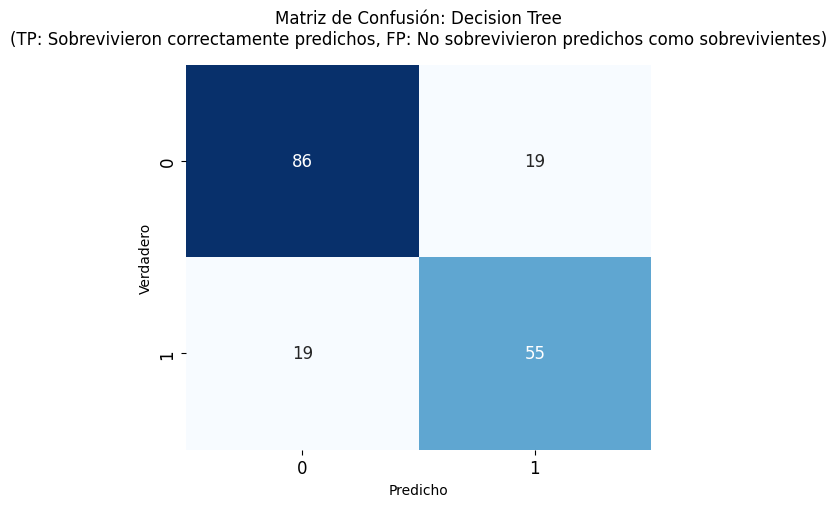 Matriz de Confusión: Decision Tree
(TP: Sobrevivieron correctamente predichos, FP: No sobrevivieron predichos como sobrevivientes)
0
86
19
Verdadero
1
19
55
0
1
Predicho